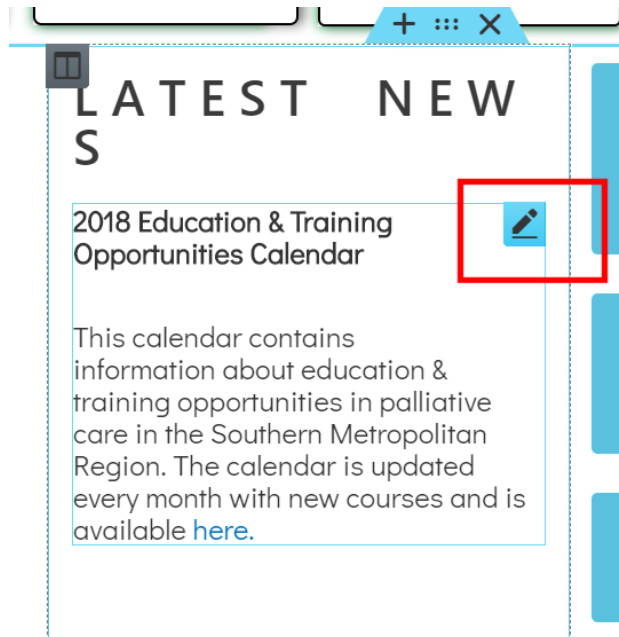 LATEST NEW
S
2018 Education & Training
Opportunities Calendar
This calendar contains
information about education &
training opportunities in palliative
care in the Southern Metropolitan
Region. The calendar is updated
every month with new courses and is
available here.